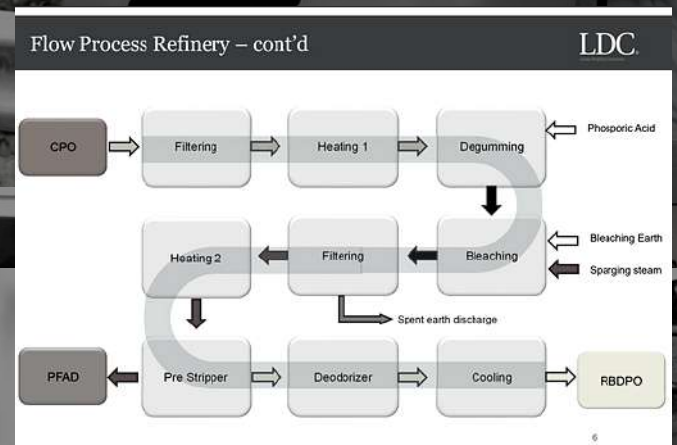 Flow Process Refinery – cont’d
LDC.
CPO
Filtering
Heating 1
Degumming
Phosporic Acid
Heating 2
Filtering
Bleaching
Bleaching Earth
Sparging steam
Spent earth discharge
PFAD
Pre Stripper
Deodorizer
Cooling
RBDPO
6